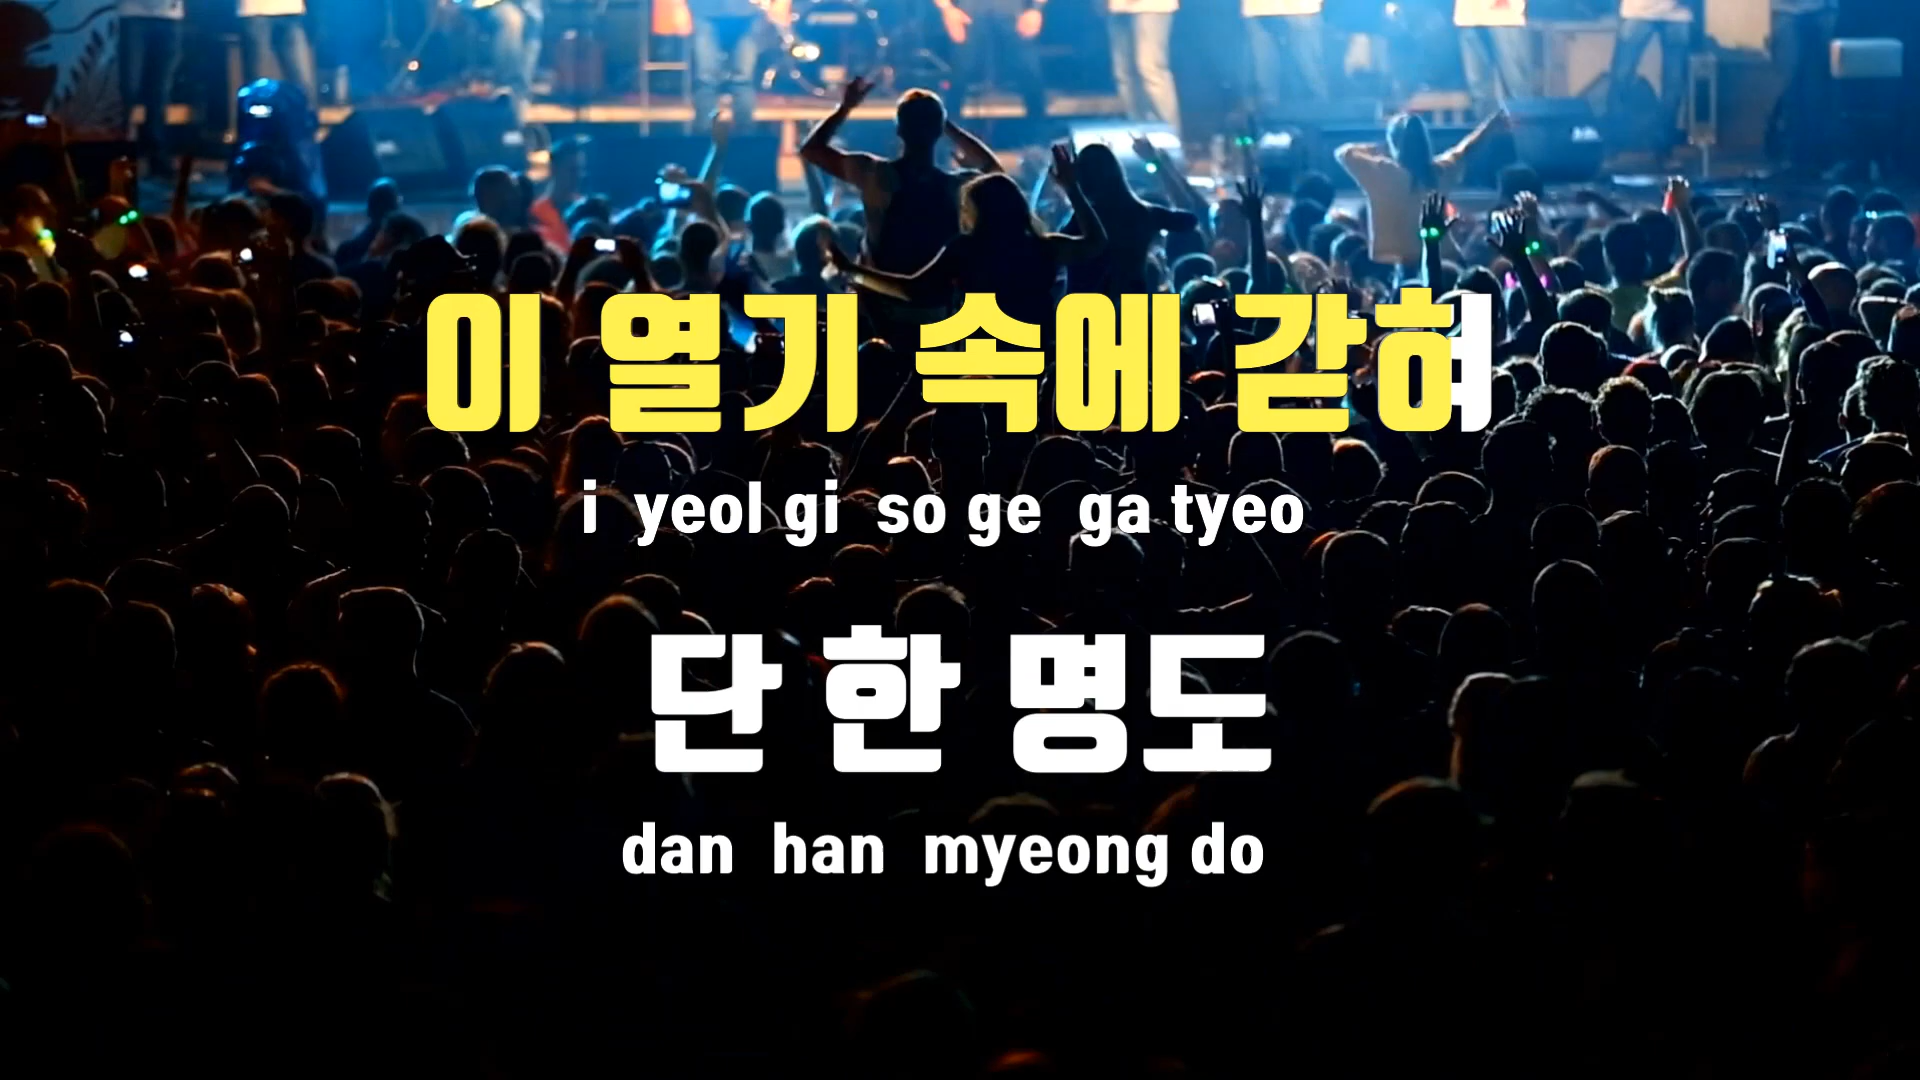 이 열기 속에 갇혀
i yeol gi so ge ga tyeo
단 한 명도
dan han myeong do